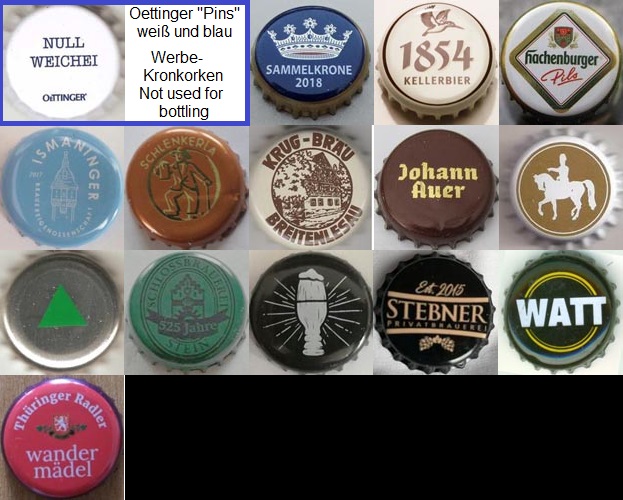 NULL
WEICHEI
OeTTINGER
Oettinger "Pins"
weiß und blau
Werbe-
Kronkorken
Not used for
bottling
SAMMELKRONE
2018
1854
KELLERBIER
Hachenburger
Pils
ISMANINGER
2017
BRAUEREIGENOSSENSCHAFT
SCHLENKERLA
KRUG-BRÄU
BREITENLESAU
Johann
Auer
SCHLOSSBRAUEREI
525 Jahre
STEIN
Est. 2015
STEBNER
PRIVATBRAUEREI
WATT
Thüringer Radler
wander
mädel